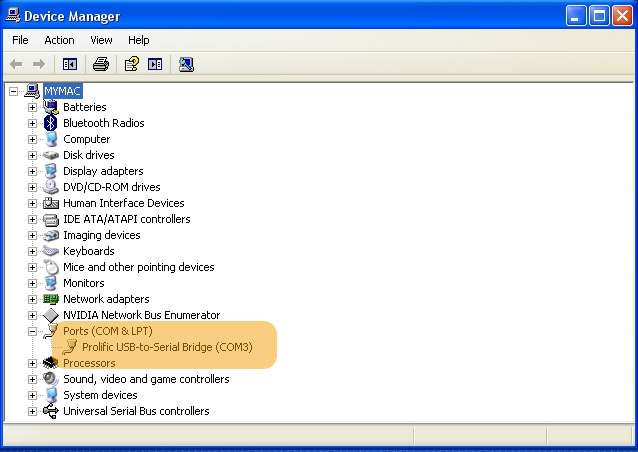 Device Manager
File Action View Help
MYMAC
Batteries
Bluetooth Radios
Computer
Disk drives
Display adapters
DVD/CD-ROM drives
Human Interface Devices
IDE ATA/ATAPI controllers
Imaging devices
Keyboards
Mice and other pointing devices
Monitors
Network adapters
NVIDIA Network Bus Enumerator
Ports (COM & LPT)
Prolific USB-to-Serial Bridge (COM3)
Processors
Sound, video and game controllers
System devices
Universal Serial Bus controllers